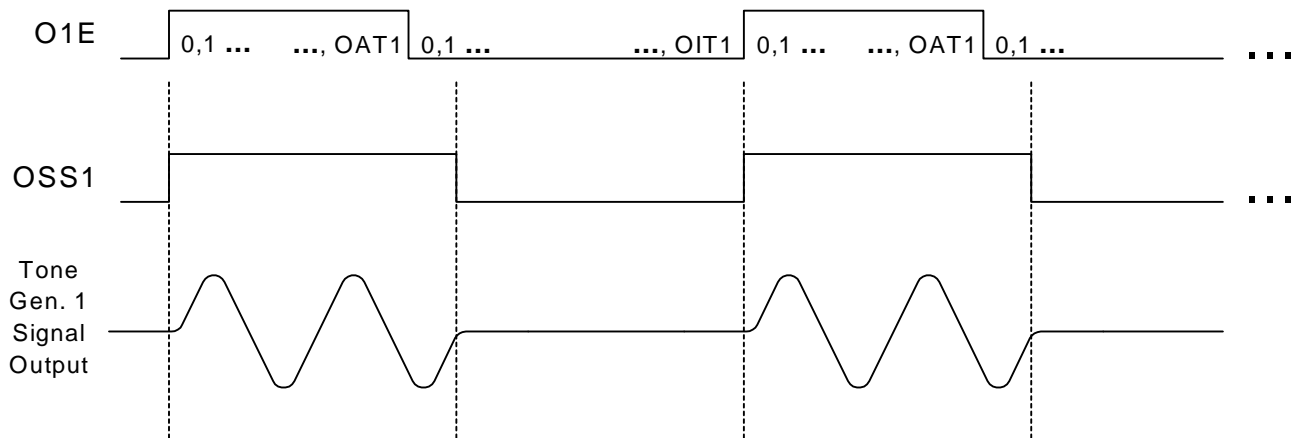 O1E
0,1 ... ..., OAT1 0,1 ... ..., OIT1 0,1 ... ..., OAT1 0,1 ...
...
OSS1
...
Tone
Gen. 1
Signal
Output